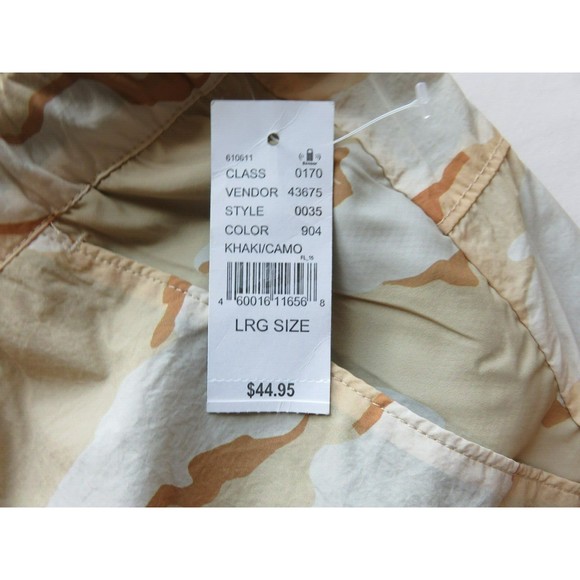 610611
CLASS 0170
VENDOR 43675
STYLE 0035
COLOR 904
KHAKI/CAMO
FL_16
4 60016 11656 8
LRG SIZE
$44.95